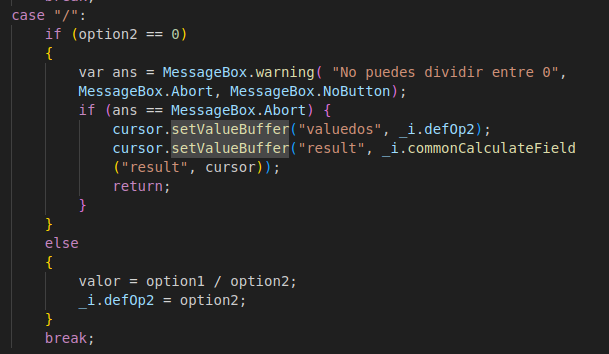 break;
case "/":
if (option2 == 0)
{
var ans = MessageBox.warning( "No puedes dividir entre 0",
MessageBox.Abort, MessageBox.NoButton);
if (ans == MessageBox.Abort) {
cursor.setValueBuffer("valuedos", _i.defOp2);
cursor.setValueBuffer("result", _i.commonCalculateField
("result", cursor));
return;
}
}
else
{
valor = option1 / option2;
_i.defOp2 = option2;
}
break;